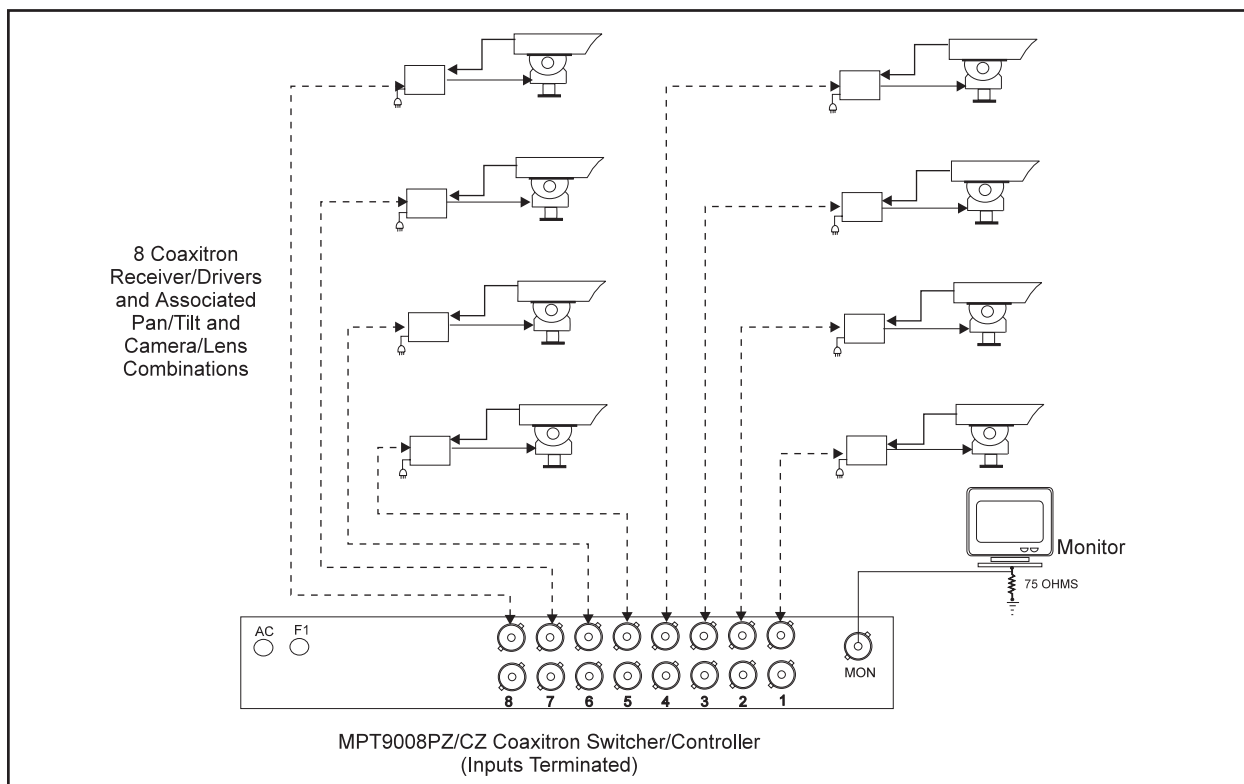 8 Coaxitron
Receiver/Drivers
and Associated
Pan/Tilt and
Camera/Lens
Combinations
Monitor
75 OHMS
AC
F1
MON
8 7 6 5 4 3 2 1
MPT9008PZ/CZ Coaxitron Switcher/Controller
(Inputs Terminated)